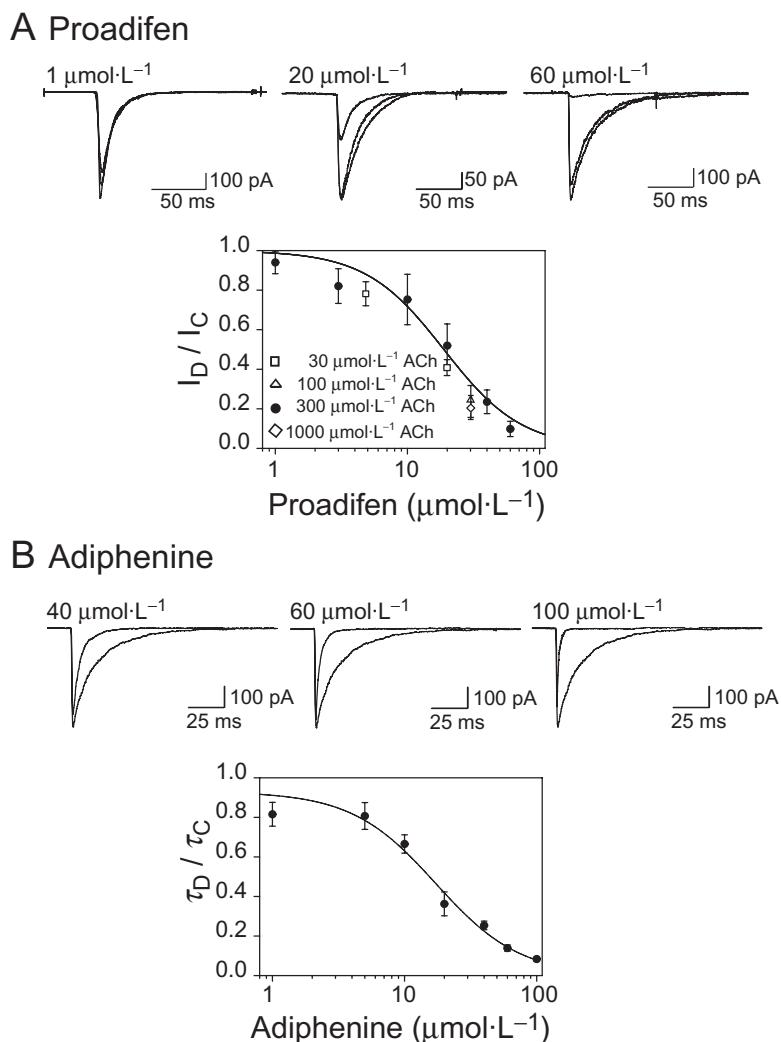 A Proadifen
1 μmol·L⁻¹
20 μmol·L⁻¹
60 μmol·L⁻¹
100 pA
50 ms
50 pA
50 ms
100 pA
50 ms
1.0
0.8
0.6
0.4
0.2
0.0
I_D / I_C
30 μmol·L⁻¹ ACh
100 μmol·L⁻¹ ACh
300 μmol·L⁻¹ ACh
1000 μmol·L⁻¹ ACh
1 10 100
Proadifen (μmol·L⁻¹)
B Adiphenine
40 μmol·L⁻¹
60 μmol·L⁻¹
100 μmol·L⁻¹
100 pA
25 ms
100 pA
25 ms
100 pA
25 ms
1.0
0.8
0.6
0.4
0.2
0.0
τ_D / τ_C
1 10 100
Adiphenine (μmol·L⁻¹)